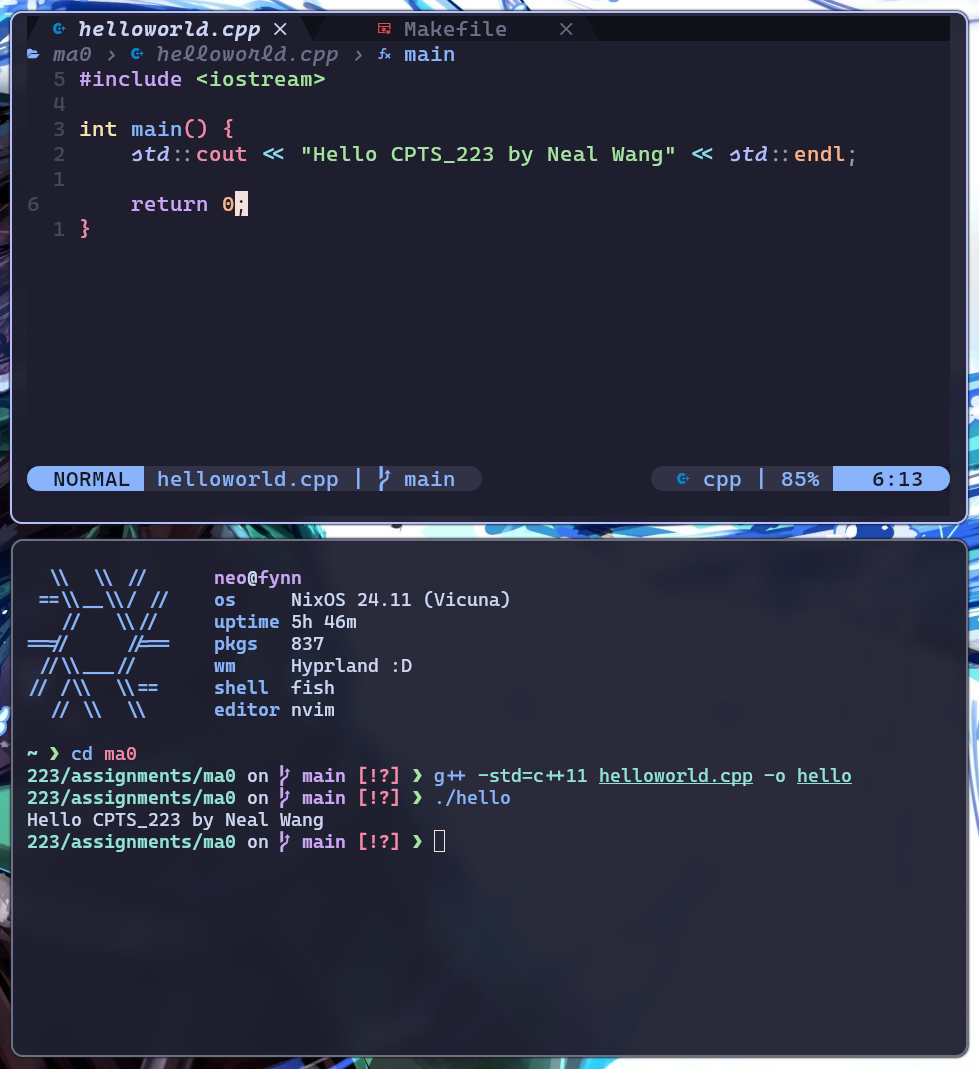 helloworld.cpp × Makefile ×
ma0 › helloworld.cpp › main
5 #include <iostream>
4
3 int main() {
2 std::cout << "Hello CPTS_223 by Neal Wang" << std::endl;
1
6 return 0;
1 }
NORMAL helloworld.cpp | main cpp | 85% 6:13
neo@fynn
os NixOS 24.11 (Vicuna)
uptime 5h 46m
pkgs 837
wm Hyprland :D
shell fish
editor nvim
~ ❯ cd ma0
223/assignments/ma0 on main [!?] ❯ g++ -std=c++11 helloworld.cpp -o hello
223/assignments/ma0 on main [!?] ❯ ./hello
Hello CPTS_223 by Neal Wang
223/assignments/ma0 on main [!?] ❯